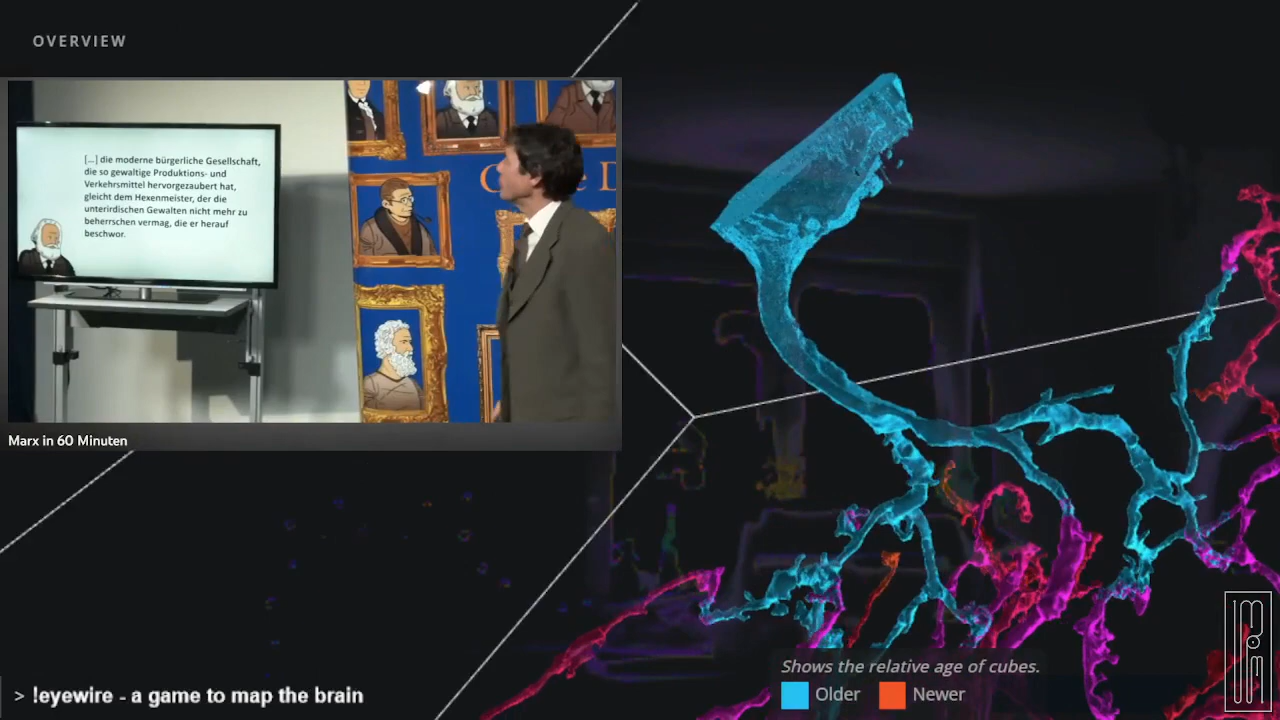 OVERVIEW
[...] die moderne bürgerliche Gesellschaft,
die so gewaltige Produktions- und
Verkehrsmittel hervorgezaubert hat,
gleicht dem Hexenmeister, der die
unterirdischen Gewalten nicht mehr zu
beherrschen vermag, die er herauf
beschwor.
Marx in 60 Minuten
Shows the relative age of cubes.
Older
Newer
> !eyewire - a game to map the brain